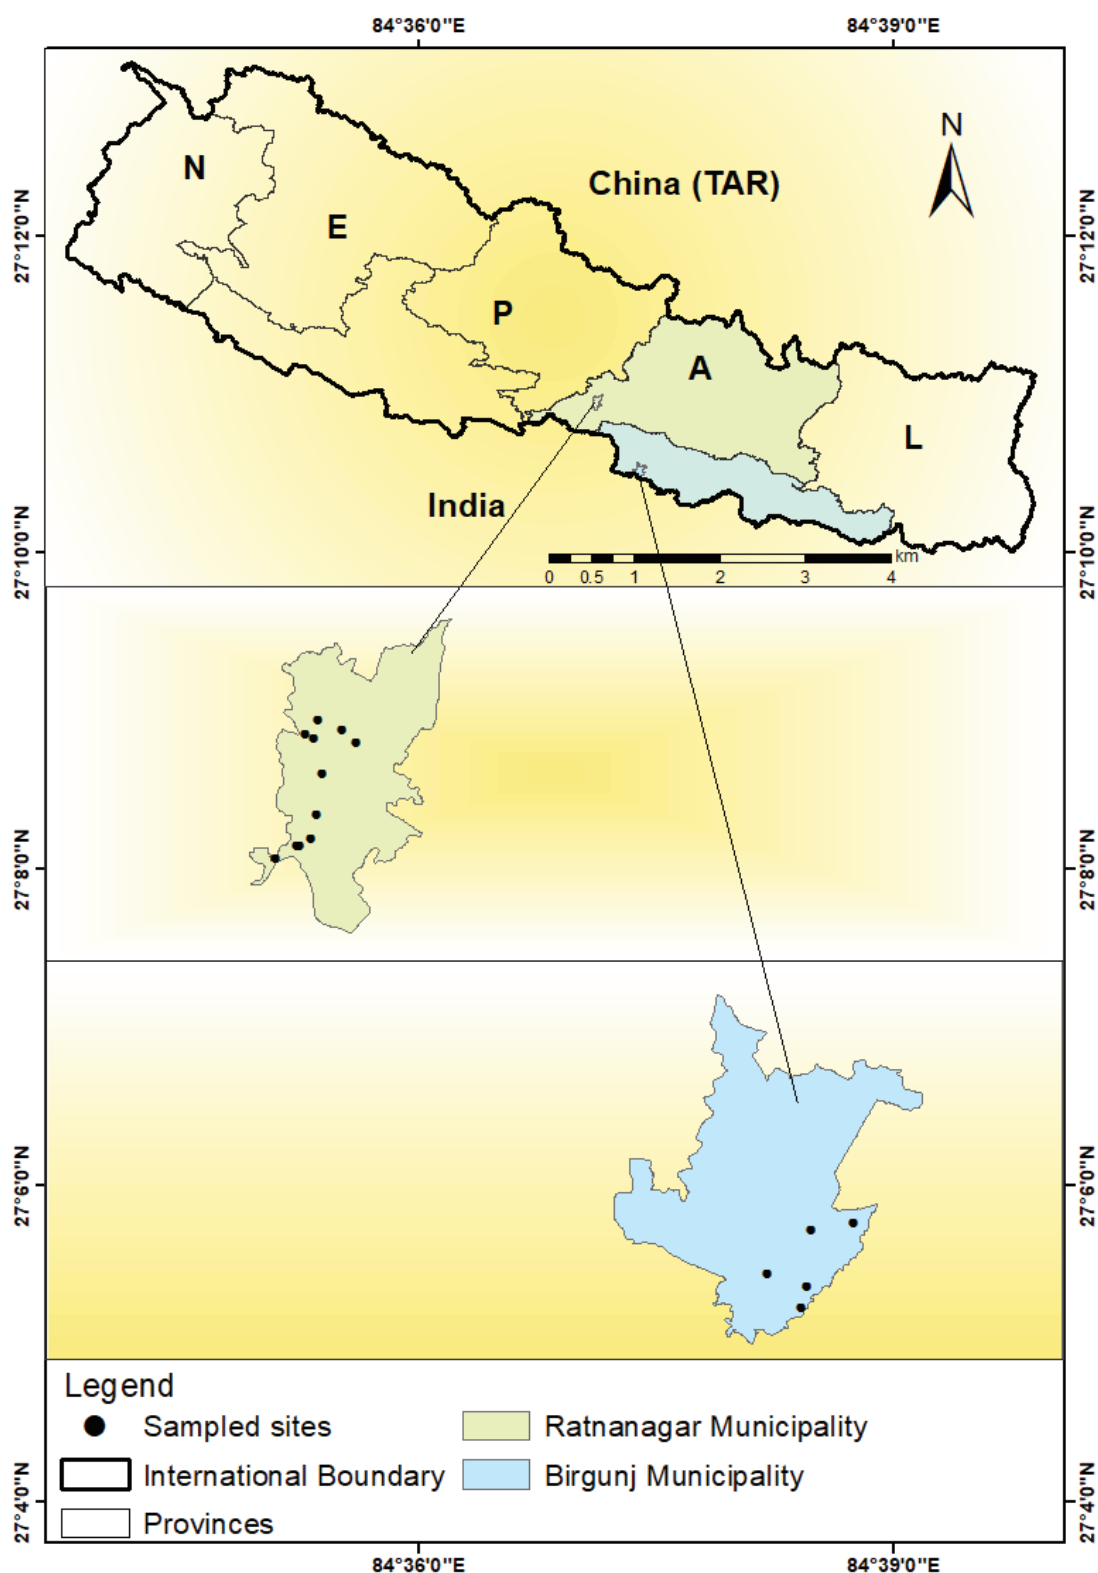 84°36'0"E 84°39'0"E
N
China (TAR)
N
E
P
A
L
India
27°12'0"N 27°12'0"N
27°10'0"N 27°10'0"N
km
0 0.5 1 2 3 4
27°8'0"N 27°8'0"N
27°6'0"N 27°6'0"N
27°4'0"N 27°4'0"N
Legend
Sampled sites
Ratnanagar Municipality
International Boundary
Birgunj Municipality
Provinces
84°36'0"E 84°39'0"E